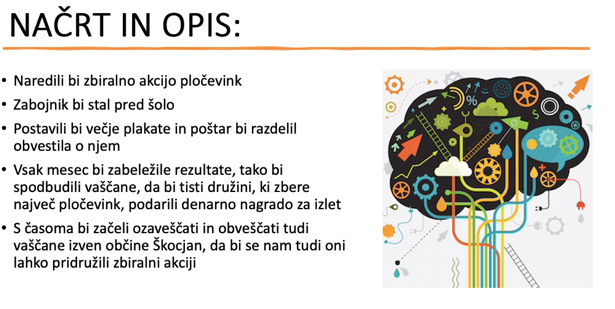 NAČRT IN OPIS:
• Naredili bi zbiralno akcijo pločevink
• Zabojnik bi stal pred šolo
• Postavili bi večje plakate in poštar bi razdelil
obvestila o njem
• Vsak mesec bi zabeležile rezultate, tako bi
spodbudili vaščane, da bi tisti družini, ki zbere
največ pločevink, podarili denarno nagrado za izlet
• S časoma bi začeli ozaveščati in obveščati tudi
vaščane izven občine Škocjan, da bi se nam tudi oni
lahko pridružili zbiralni akciji
%